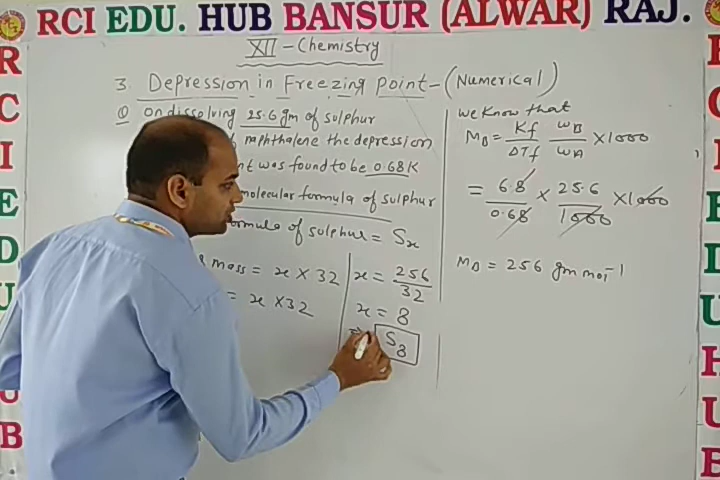 RCI EDU. HUB BANSUR (ALWAR) RAJ.
R
C
I
E
D
U
B
R
C
I
E
D
U
H
U
B
XII - Chemistry
3. Depression in Freezing point - (Numerical)
Q on dissolving 25.6 gm of sulphur
naphthalene the depression
was found to be 0.68 K
molecular formula of sulphur
formula of sulphur = Sx
mass = x × 32
= x × 32
x = 256/32
x = 8
⇒ S8
we know that
MB = Kf/ΔTf wB/wA × 1000
= 6.8/0.68 × 25.6/1000 × 1000
MB = 256 gm mol-1